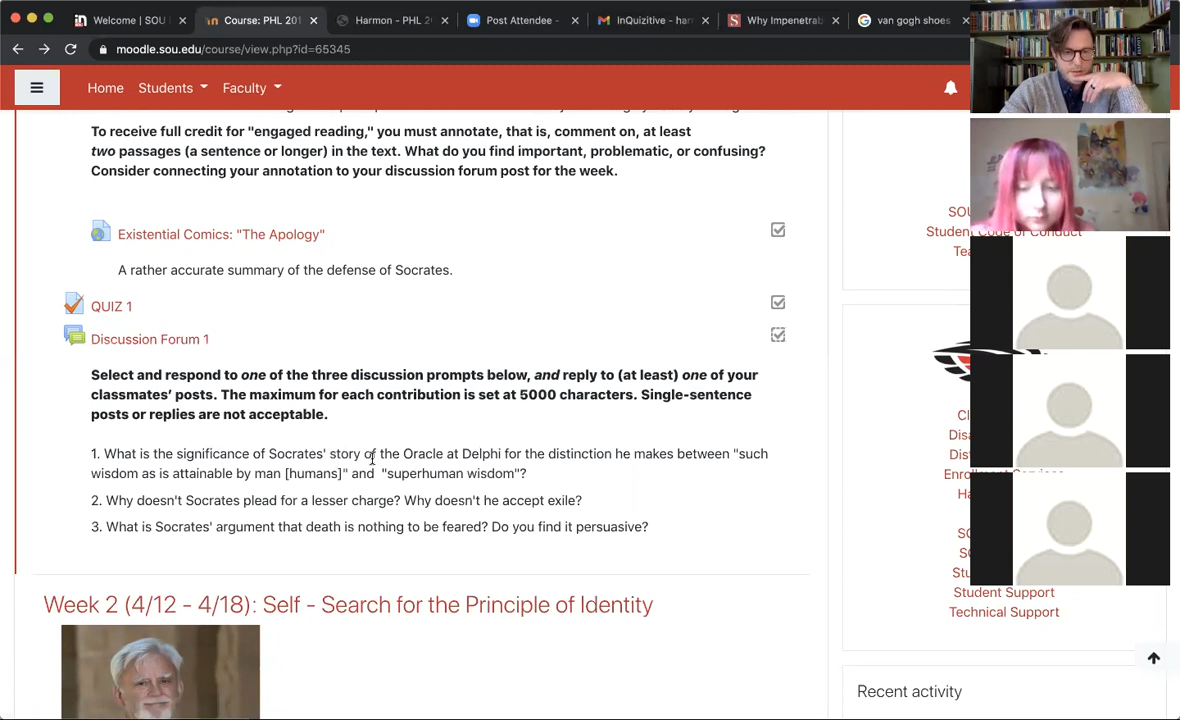 Welcome | SOU
Course: PHL 201
Harmon - PHL 2
Post Attendee -
InQuizitive - han
Why Impenetrab
van gogh shoes
moodle.sou.edu/course/view.php?id=65345
Home Students Faculty
To receive full credit for "engaged reading," you must annotate, that is, comment on, at least
two passages (a sentence or longer) in the text. What do you find important, problematic, or confusing?
Consider connecting your annotation to your discussion forum post for the week.
Existential Comics: "The Apology"
A rather accurate summary of the defense of Socrates.
QUIZ 1
Discussion Forum 1
Select and respond to one of the three discussion prompts below, and reply to (at least) one of your
classmates' posts. The maximum for each contribution is set at 5000 characters. Single-sentence
posts or replies are not acceptable.
1. What is the significance of Socrates' story of the Oracle at Delphi for the distinction he makes between "such
wisdom as is attainable by man [humans]" and "superhuman wisdom"?
2. Why doesn't Socrates plead for a lesser charge? Why doesn't he accept exile?
3. What is Socrates' argument that death is nothing to be feared? Do you find it persuasive?
Week 2 (4/12 - 4/18): Self - Search for the Principle of Identity
SOU
Student Code of Conduct
Tea
Cl
Disa
Enrollment Services
Ha
SO
SO
Stu
Student Support
Technical Support
Recent activity